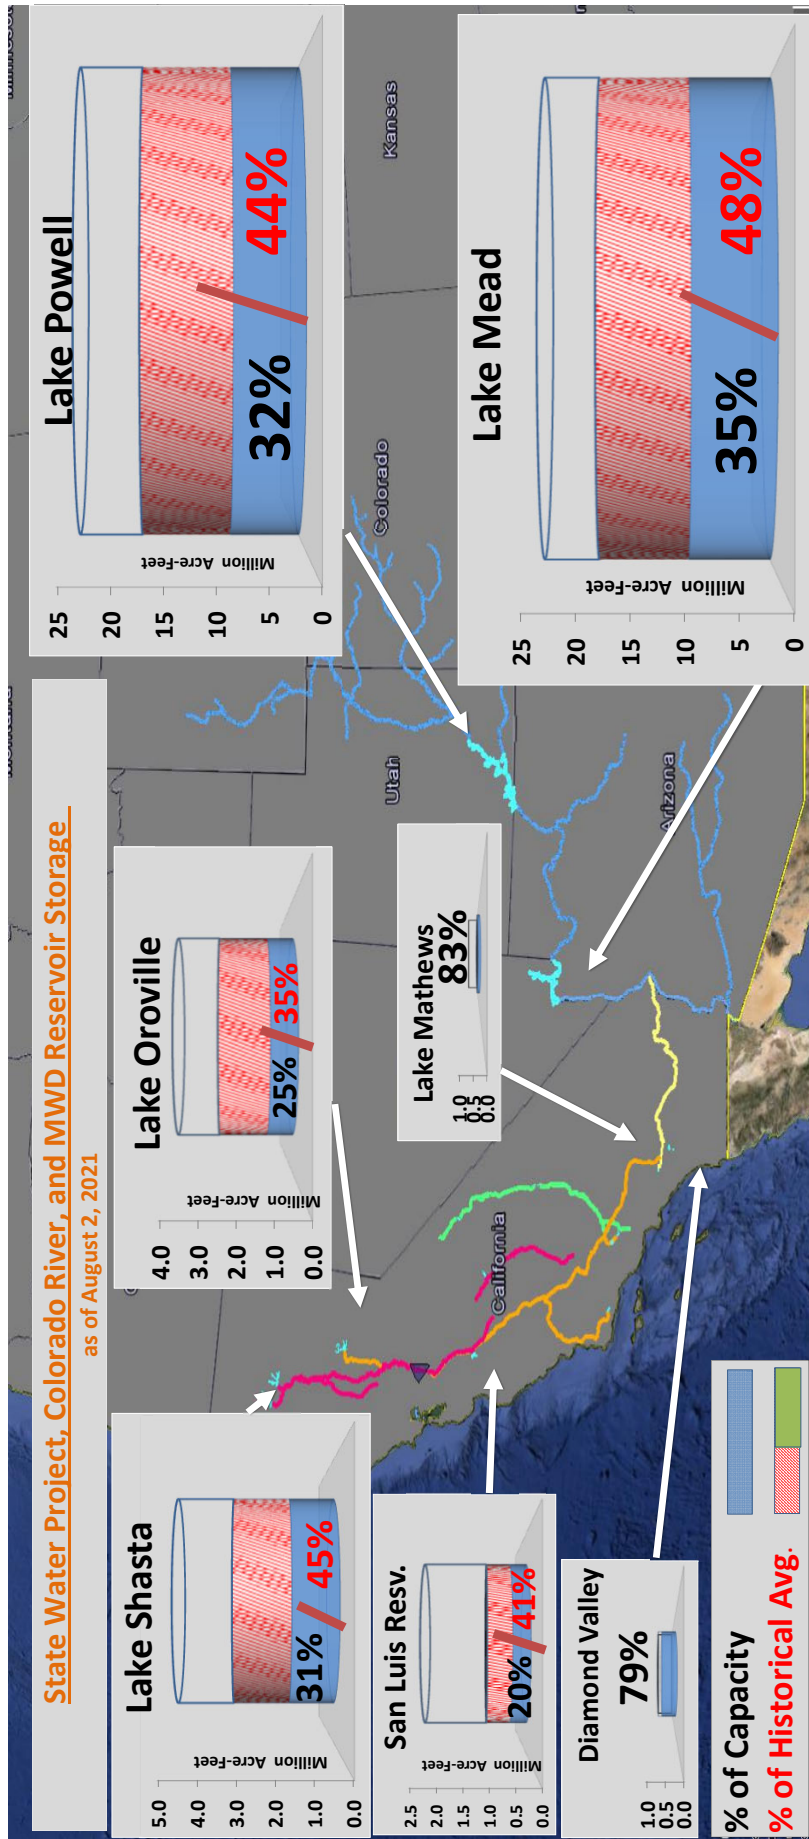 State Water Project, Colorado River, and MWD Reservoir Storage
as of August 2, 2021
Lake Shasta
5.0
4.0
3.0
2.0
1.0
0.0
Million Acre-Feet
31%
45%
San Luis Resv.
2.5
2.0
1.5
1.0
0.5
0.0
Million Acre-Feet
20%
41%
Diamond Valley
1.0
0.5
0.0
79%
% of Capacity
% of Historical Avg.
Lake Oroville
4.0
3.0
2.0
1.0
0.0
Million Acre-Feet
25%
35%
Lake Mathews
1.0
0.5
0.0
83%
California
Utah
Arizona
Colorado
Kansas
Lake Powell
25
20
15
10
5
0
Million Acre-Feet
32%
44%
Lake Mead
25
20
15
10
5
0
Million Acre-Feet
35%
48%